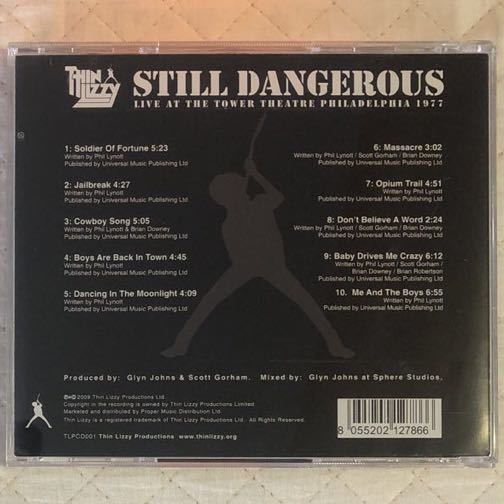 THIN LIZZY
STILL DANGEROUS
LIVE AT THE TOWER THEATRE PHILADELPHIA 1977
1: Soldier Of Fortune 5:23
Written by Phil Lynott
Published by Universal Music Publishing Ltd
2: Jailbreak 4:27
Written by Phil Lynott
Published by Universal Music Publishing Ltd
3: Cowboy Song 5:05
Written by Phil Lynott & Brian Downey
Published by Universal Music Publishing Ltd
4: Boys Are Back In Town 4:45
Written by Phil Lynott
Published by Universal Music Publishing Ltd
5: Dancing In The Moonlight 4:09
Written by Phil Lynott
Published by Universal Music Publishing Ltd
6: Massacre 3:02
Written by Phil Lynott / Scott Gorham / Brian Downey
Published by Universal Music Publishing Ltd
7: Opium Trail 4:51
Written by Phil Lynott / Scott Gorham / Brian Downey
Published by Universal Music Publishing Ltd
8: Don't Believe A Word 2:24
Written by Phil Lynott / Scott Gorham / Brian Downey
Published by Universal Music Publishing Ltd
9: Baby Drives Me Crazy 6:12
Written by Phil Lynott / Scott Gorham /
Brian Downey / Brian Robertson
Published by Universal Music Publishing Ltd
10. Me And The Boys 6:55
Written by Phil Lynott
Published by Universal Music Publishing Ltd
Produced by: Glyn Johns & Scott Gorham. Mixed by: Glyn Johns at Sphere Studios.
℗&© 2009 Thin Lizzy Productions Ltd.
Copyright in the recording is owned by Thin Lizzy Productions Limited.
Marketed and distributed by Proper Music Distribution Ltd.
Thin Lizzy is a registered trademark of Thin Lizzy Productions Ltd. All Rights Reserved.
TLPCD001 Thin Lizzy Productions www.thinlizzy.org
8 055202 127866